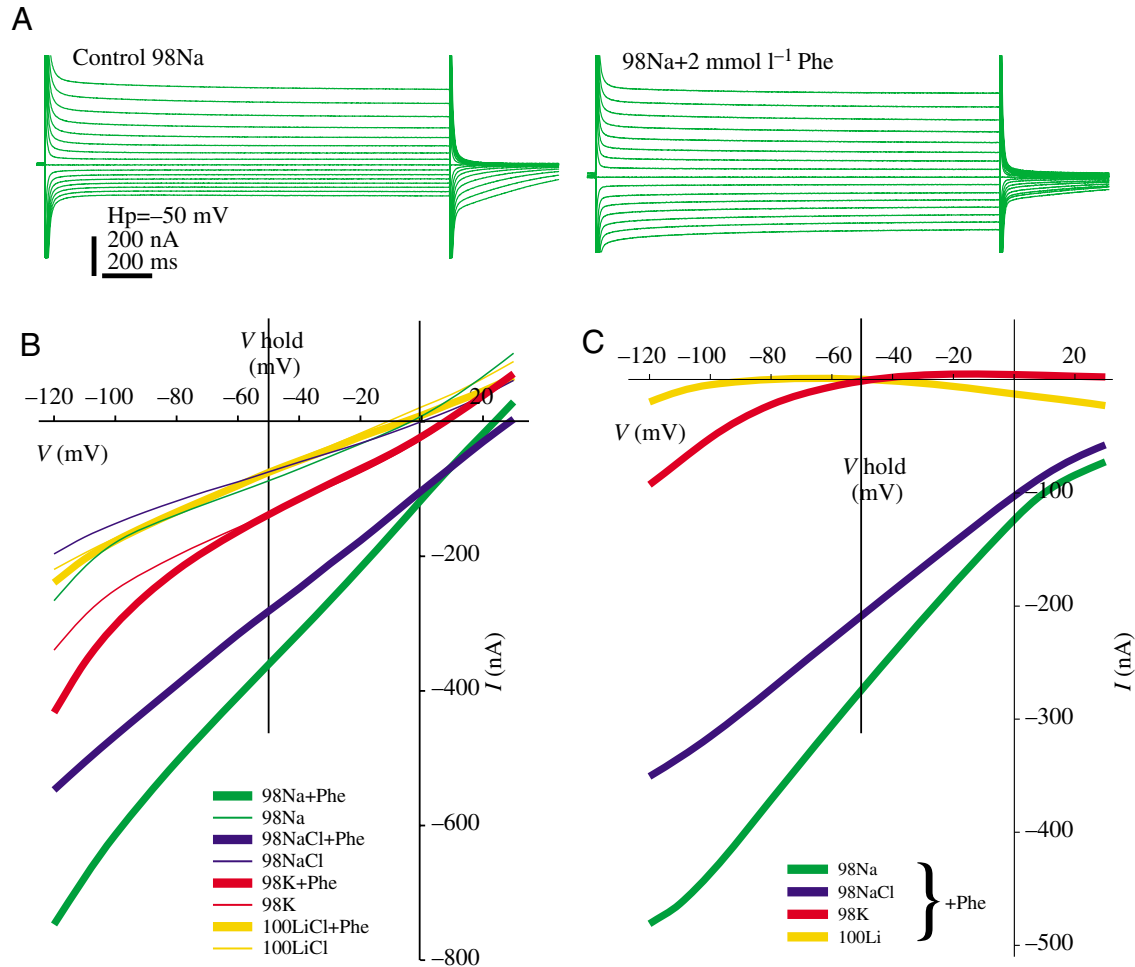 A
Control 98Na
98Na+2 mmol l⁻¹ Phe
Hp=–50 mV
200 nA
200 ms
B
V hold
(mV)
–120 –100 –80 –60 –40 –20 20
V (mV)
–200
–400
–600
–800
I (nA)
98Na+Phe
98Na
98NaCl+Phe
98NaCl
98K+Phe
98K
100LiCl+Phe
100LiCl
C
–120 –100 –80 –60 –40 –20 20
V (mV)
V hold
(mV)
–100
–200
–300
–400
–500
I (nA)
98Na
98NaCl
98K
100Li
+Phe